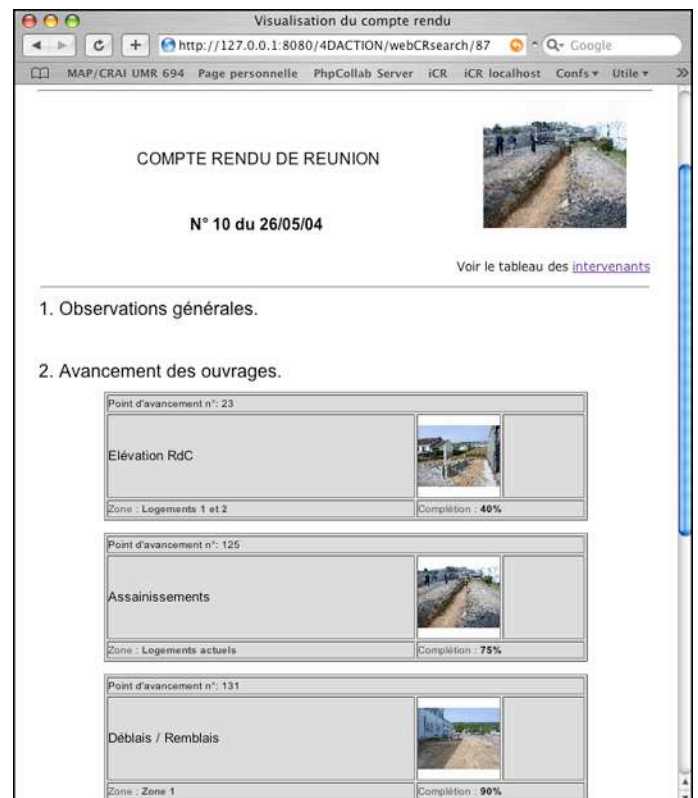 Visualisation du compte rendu
http://127.0.0.1:8080/4DACTION/webCRsearch/87
Google
MAP/CRAI UMR 694 Page personnelle PhpCollab Server iCR iCR localhost Confs Utile
COMPTE RENDU DE REUNION
N° 10 du 26/05/04
Voir le tableau des intervenants
1. Observations générales.
2. Avancement des ouvrages.
Point d'avancement n°: 23
Elévation RdC
Zone : Logements 1 et 2 Complétion : 40%
Point d'avancement n°: 125
Assainissements
Zone : Logements actuels Complétion : 75%
Point d'avancement n°: 131
Déblais / Remblais
Zone : Zone 1 Complétion : 90%